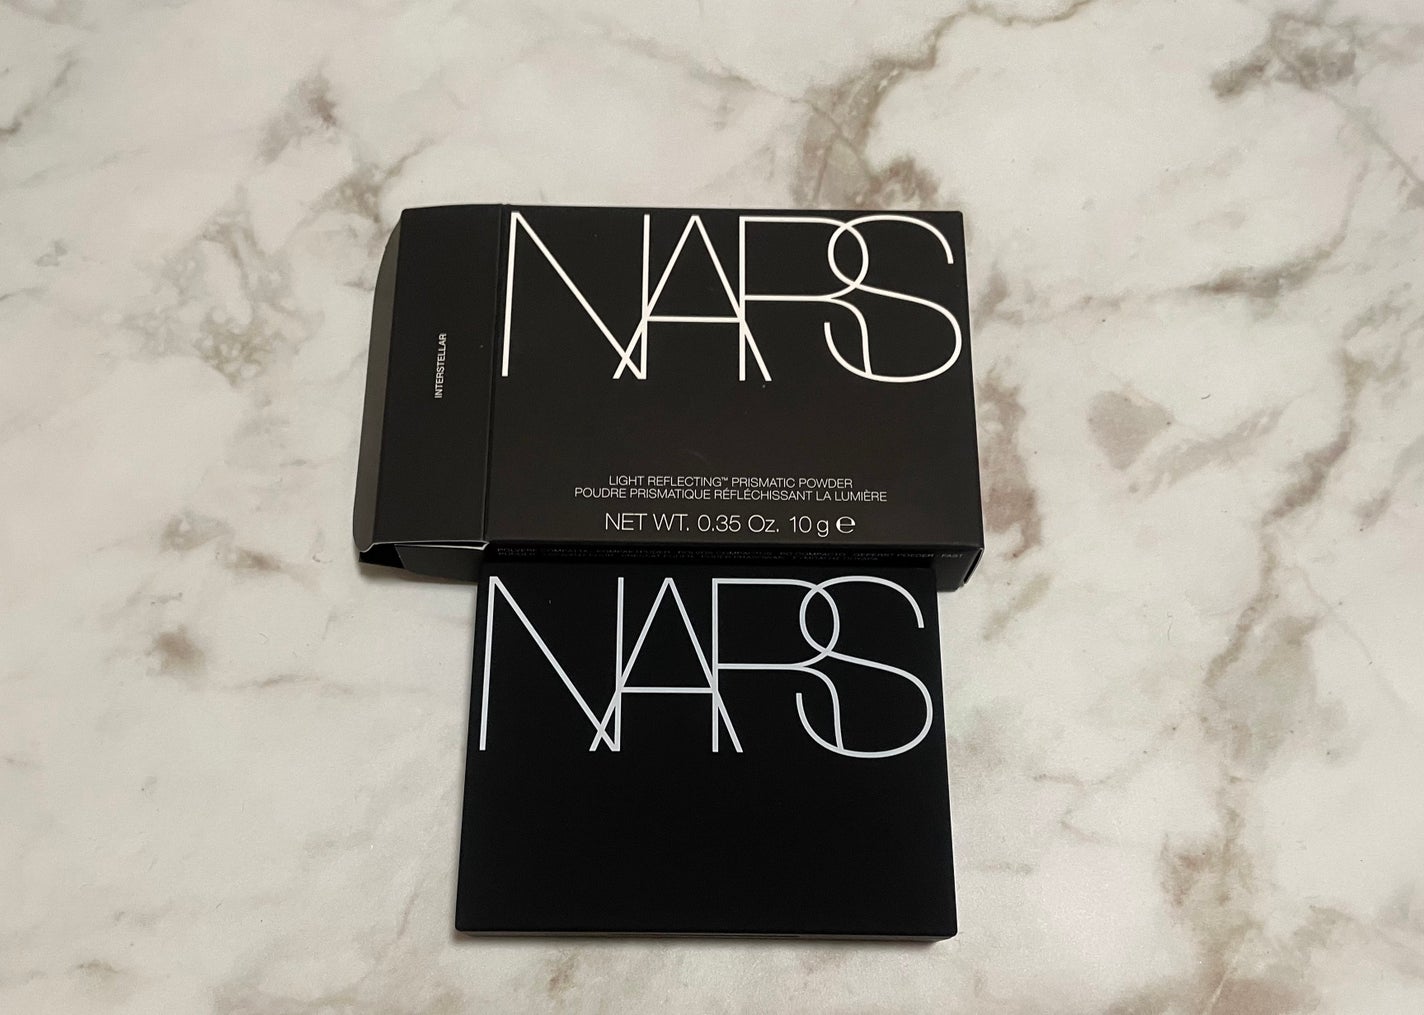 NARS
INTERSTELLAR
LIGHT REFLECTING™ PRISMATIC POWDER
POUDRE PRISMATIQUE RÉFLÉCHISSANT LA LUMIÈRE
NET WT. 0.35 Oz. 10 g ℮
NARS